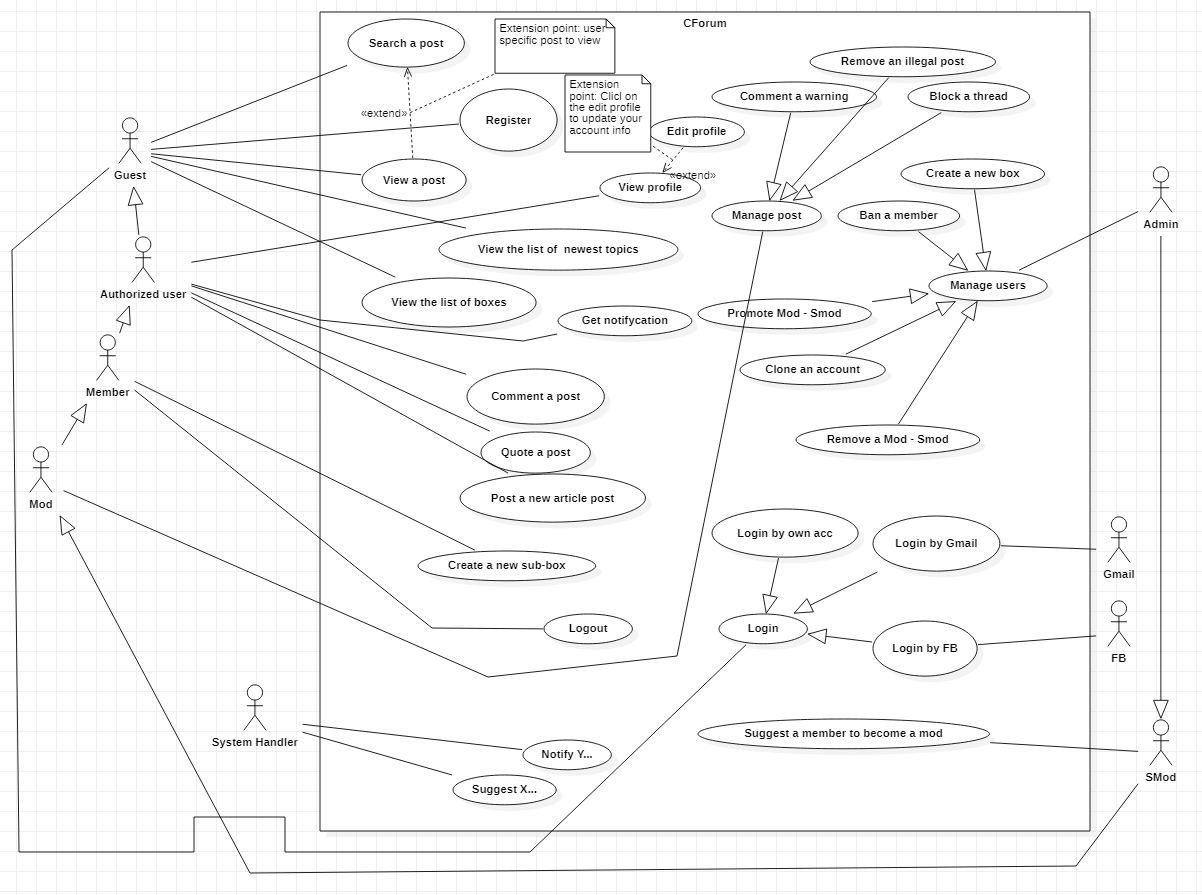 CForum
Search a post
Extension point: user
specific post to view
Remove an illegal post
Extension
point: Clicl on
the edit profile
to update your
account info
Comment a warning
Block a thread
«extend»
Register
Edit profile
Guest
View a post
«extend»
View profile
Create a new box
Manage post
Ban a member
Admin
View the list of newest topics
Authorized user
Manage users
View the list of boxes
Get notifycation
Promote Mod - Smod
Member
Clone an account
Comment a post
Remove a Mod - Smod
Quote a post
Mod
Post a new article post
Login by own acc
Login by Gmail
Gmail
Create a new sub-box
Logout
Login
Login by FB
FB
System Handler
Suggest a member to become a mod
Notify Y...
SMod
Suggest X...